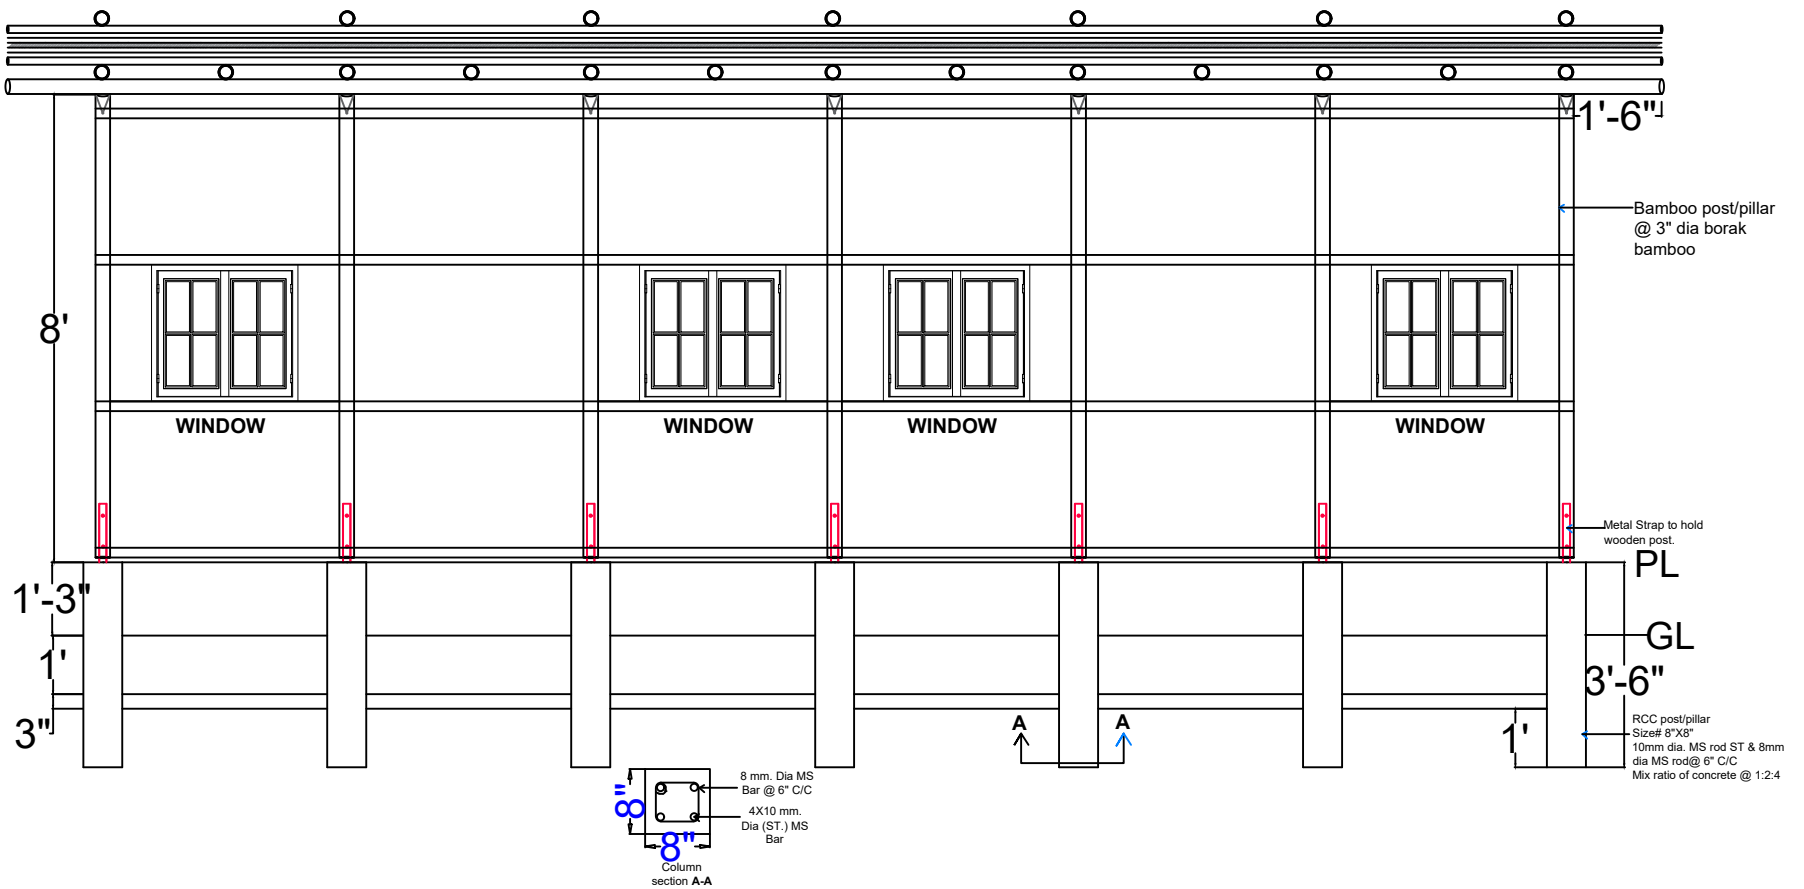 1'-6"
Bamboo post/pillar
@ 3" dia borak
bamboo
8'
WINDOW
WINDOW
WINDOW
WINDOW
Metal Strap to hold
wooden post.
PL
1'-3"
GL
1'
3'-6"
3"
A
A
1'
RCC post/pillar
Size# 8"X8"
10mm dia. MS rod ST & 8mm
dia MS rod@ 6" C/C
Mix ratio of concrete @ 1:2:4
8 mm. Dia MS
Bar @ 6" C/C
8"
4X10 mm.
Dia (ST.) MS
Bar
8"
Column
section A-A